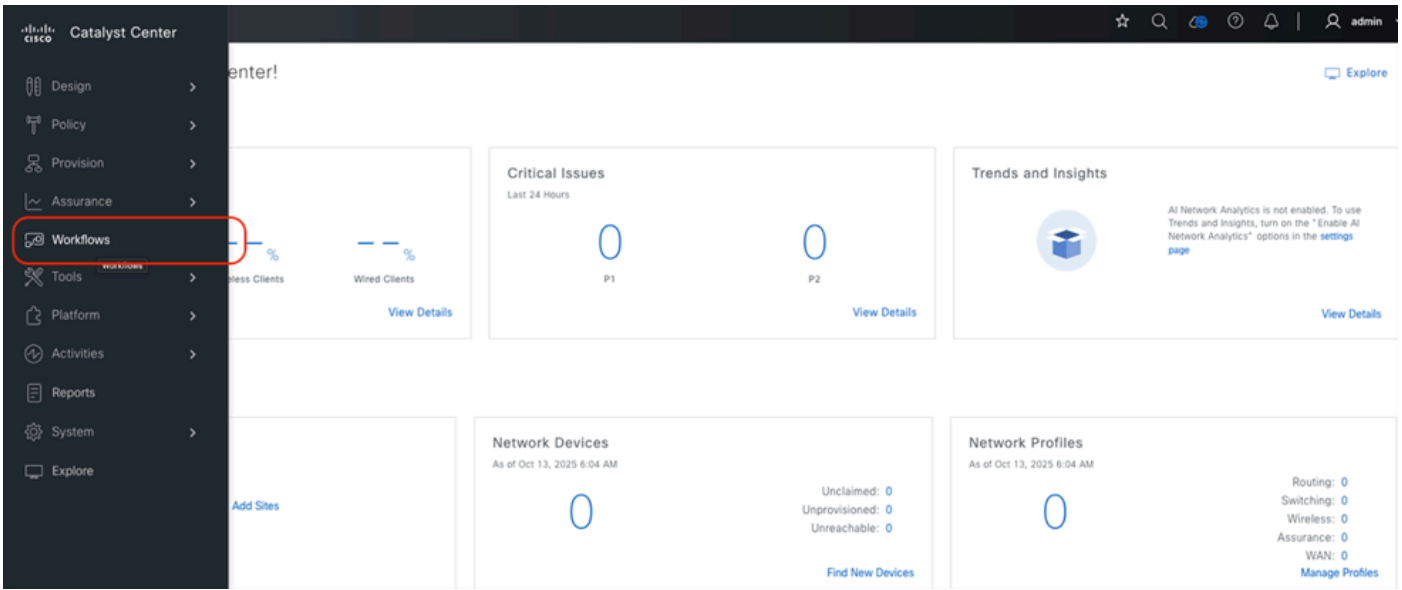 cisco Catalyst Center
admin
Design
Policy
Provision
Assurance
Workflows
Workflows
Tools
Platform
Activities
Reports
System
Explore
enter!
Explore
%
%
eless Clients
Wired Clients
View Details
Critical Issues
Last 24 Hours
0
0
P1
P2
View Details
Trends and Insights
AI Network Analytics is not enabled. To use
Trends and Insights, turn on the "Enable AI
Network Analytics" options in the settings
page
View Details
Add Sites
Network Devices
As of Oct 13, 2025 6:04 AM
0
Unclaimed: 0
Unprovisioned: 0
Unreachable: 0
Find New Devices
Network Profiles
As of Oct 13, 2025 6:04 AM
0
Routing: 0
Switching: 0
Wireless: 0
Assurance: 0
WAN: 0
Manage Profiles